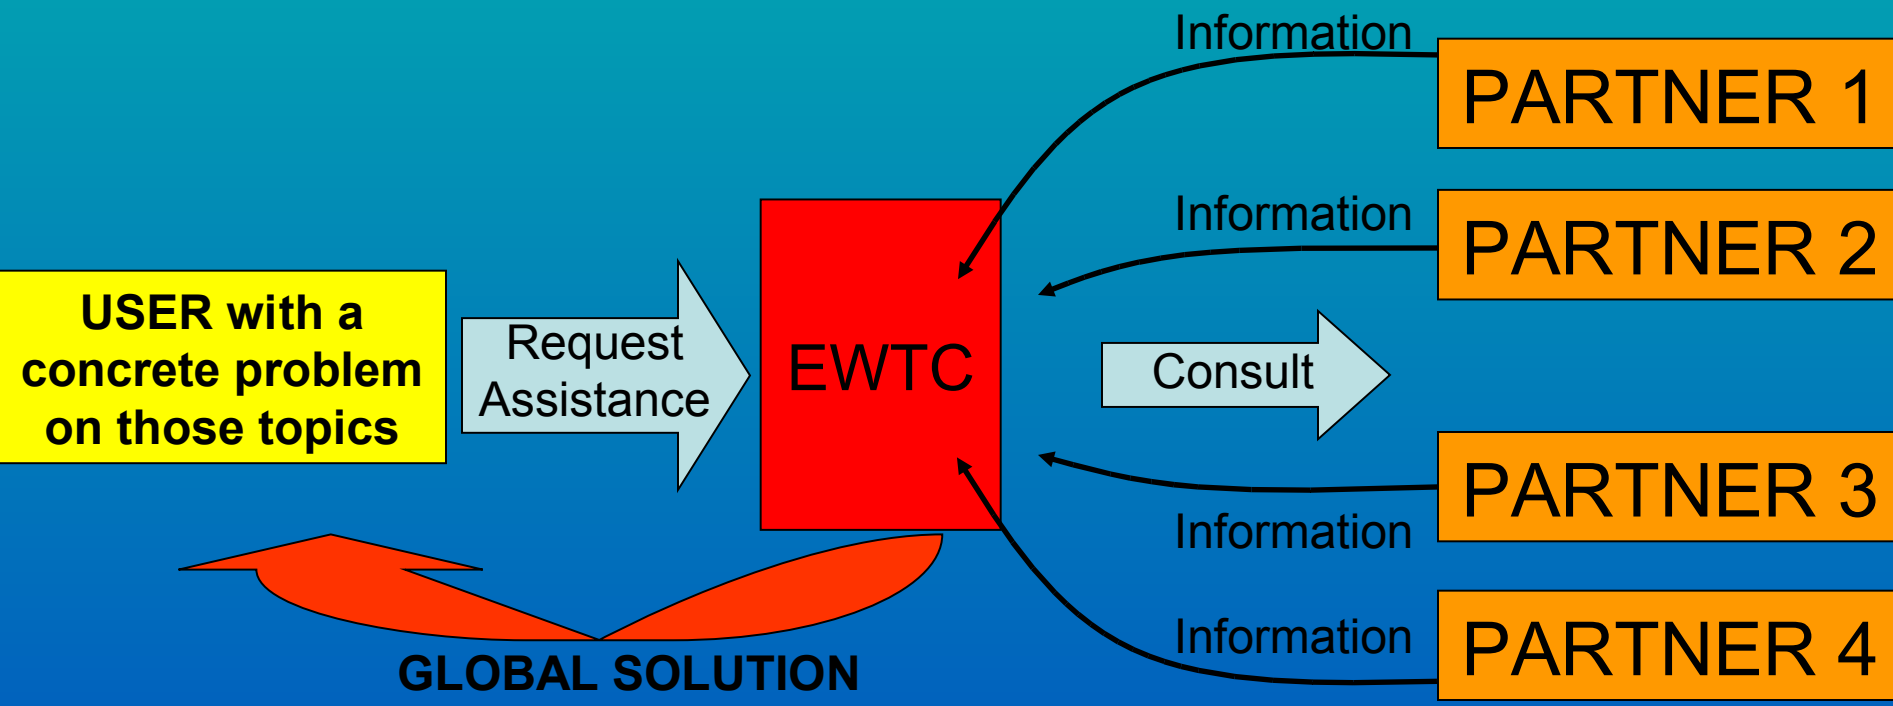 Information
PARTNER 1
Information
PARTNER 2
USER with a
concrete problem
on those topics
Request
Assistance
EWTC
Consult
PARTNER 3
Information
Information
PARTNER 4
GLOBAL SOLUTION